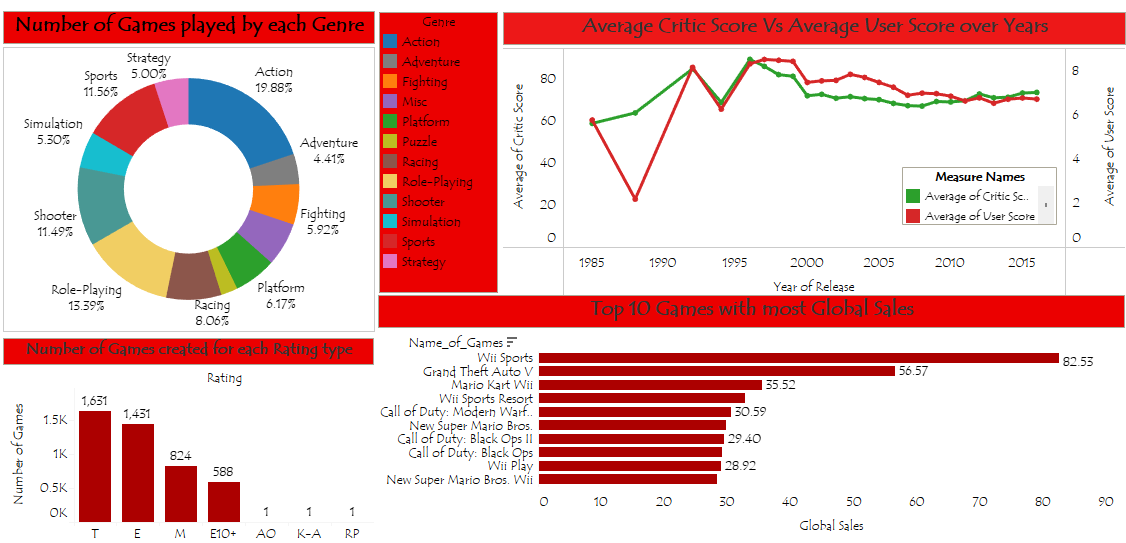 Number of Games played by each Genre
Strategy
5.00%
Sports
11.56%
Action
19.88%
Simulation
5.30%
Adventure
4.41%
Shooter
11.49%
Fighting
5.92%
Role-Playing
13.39%
Platform
6.17%
Racing
8.06%
Genre
Action
Adventure
Fighting
Misc
Platform
Puzzle
Racing
Role-Playing
Shooter
Simulation
Sports
Strategy
Average Critic Score Vs Average User Score over Years
Average of Critic Score
80
60
40
20
0
8
6
4
2
0
Average of User Score
Measure Names
Average of Critic Sc..
Average of User Score
1985 1990 1995 2000 2005 2010 2015
Year of Release
Number of Games created for each Rating type
Rating
Number of Games
1.5K
1K
0.5K
0K
1,631
1,431
824
588
1
1
1
T E M E10+ AO K-A RP
Top 10 Games with most Global Sales
Name_of_Games
Wii Sports 82.53
Grand Theft Auto V 56.57
Mario Kart Wii 35.52
Wii Sports Resort
Call of Duty: Modern Warf.. 30.59
New Super Mario Bros.
Call of Duty: Black Ops II 29.40
Call of Duty: Black Ops
Wii Play 28.92
New Super Mario Bros. Wii
0 10 20 30 40 50 60 70 80 90
Global Sales